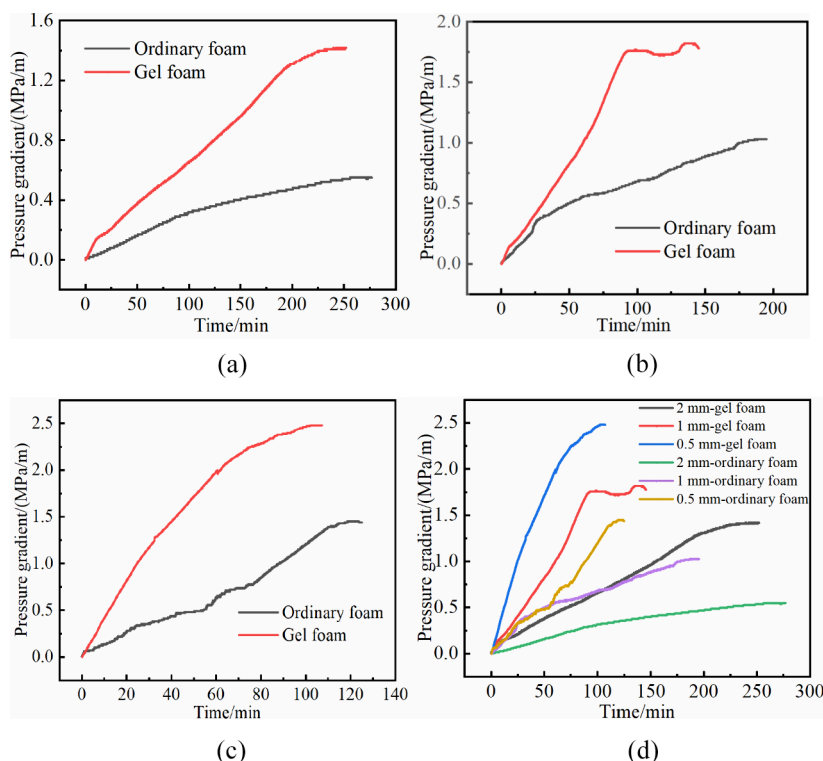 1.6
1.2
0.8
0.4
0.0
Pressure gradient/(MPa/m)
Ordinary foam
Gel foam
0 50 100 150 200 250 300
Time/min
(a)
2.0
1.5
1.0
0.5
0.0
Pressure gradient/(MPa/m)
Ordinary foam
Gel foam
0 50 100 150 200
Time/min
(b)
2.5
2.0
1.5
1.0
0.5
0.0
Pressure gradient/(MPa/m)
Ordinary foam
Gel foam
0 20 40 60 80 100 120 140
Time/min
(c)
2.5
2.0
1.5
1.0
0.5
0.0
Pressure gradient/(MPa/m)
2 mm-gel foam
1 mm-gel foam
0.5 mm-gel foam
2 mm-ordinary foam
1 mm-ordinary foam
0.5 mm-ordinary foam
0 50 100 150 200 250 300
Time/min
(d)